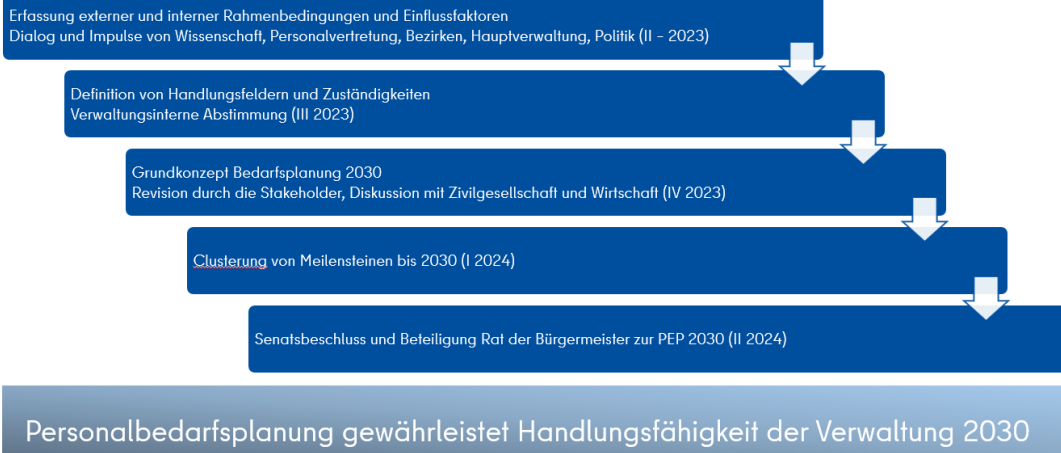 Erfassung externer und interner Rahmenbedingungen und Einflussfaktoren
Dialog und Impulse von Wissenschaft, Personalvertretung, Bezirken, Hauptverwaltung, Politik (II – 2023)
Definition von Handlungsfeldern und Zuständigkeiten
Verwaltungsinterne Abstimmung (III 2023)
Grundkonzept Bedarfsplanung 2030
Revision durch die Stakeholder, Diskussion mit Zivilgesellschaft und Wirtschaft (IV 2023)
Clusterung von Meilensteinen bis 2030 (I 2024)
Senatsbeschluss und Beteiligung Rat der Bürgermeister zur PEP 2030 (II 2024)
Personalbedarfsplanung gewährleistet Handlungsfähigkeit der Verwaltung 2030